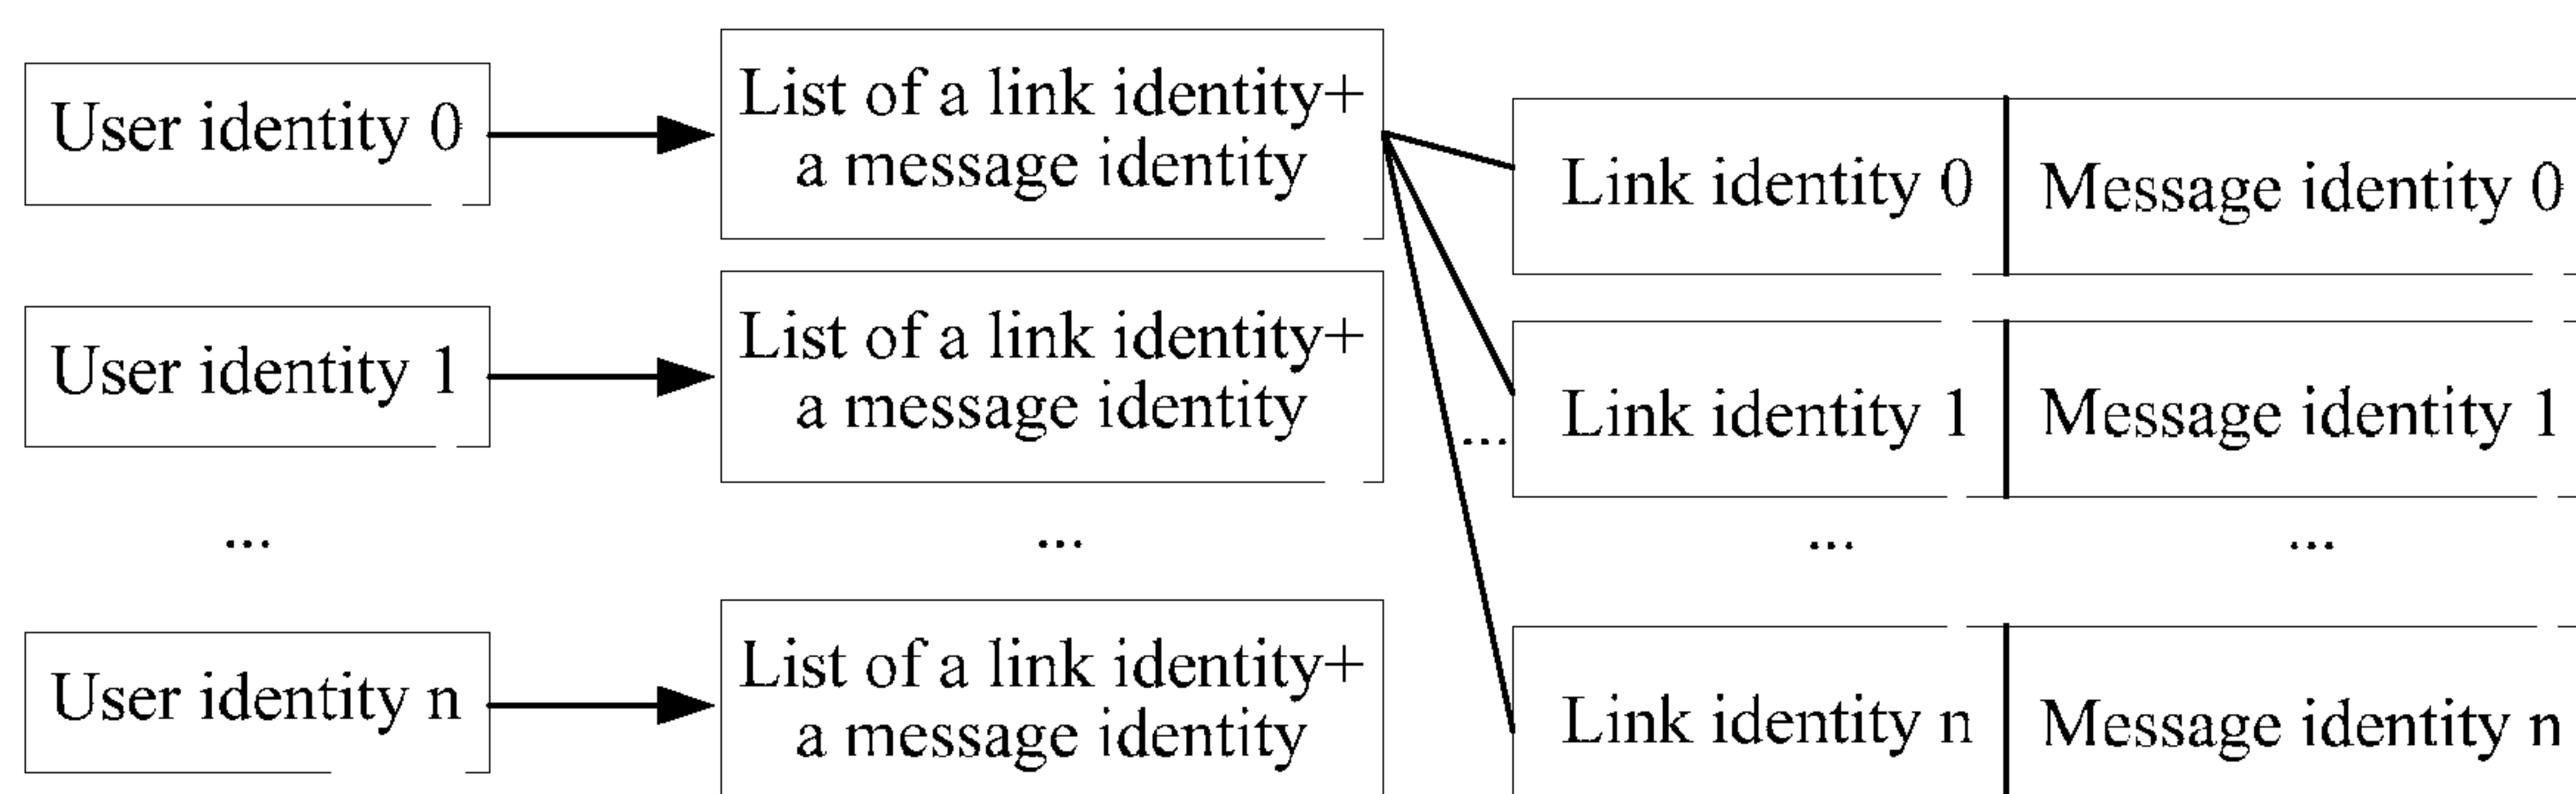 User identity 0
List of a link identity+
a message identity
Link identity 0
Message identity 0
User identity 1
List of a link identity+
a message identity
Link identity 1
Message identity 1
...
...
...
...
...
User identity n
List of a link identity+
a message identity
Link identity n
Message identity n